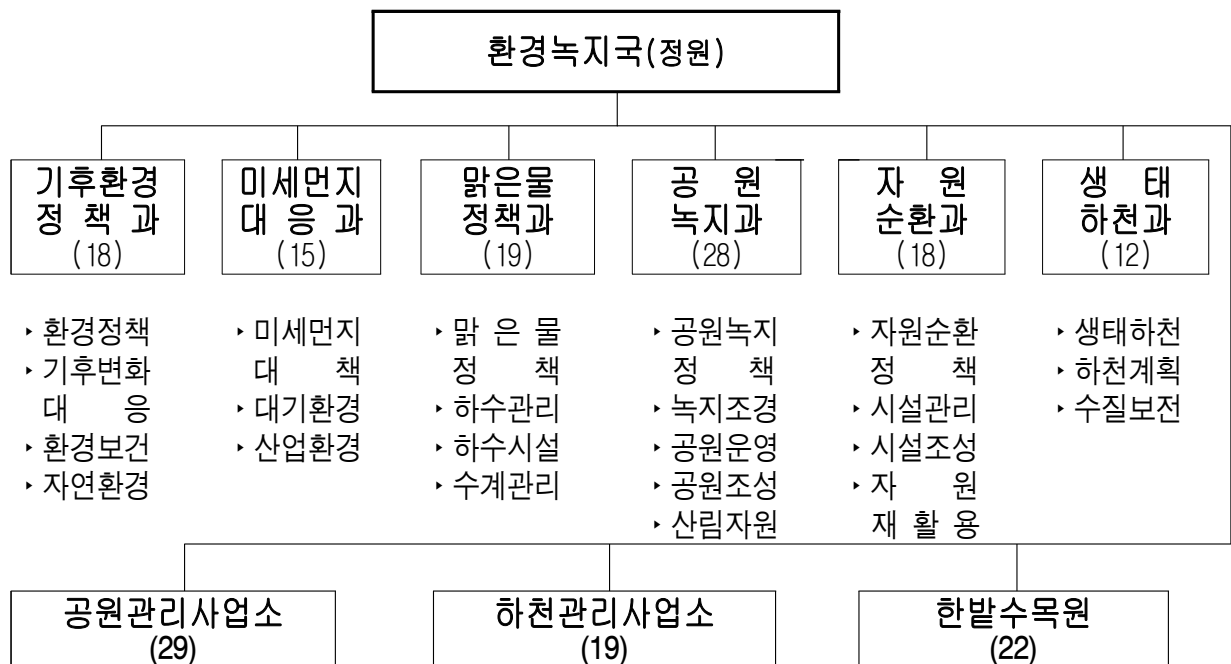 환경녹지국(정원)
기후환경
정 책 과
(18)
미세먼지
대 응 과
(15)
맑은물
정책과
(19)
공 원
녹지과
(28)
자 원
순환과
(18)
생 태
하천과
(12)
‣ 환경정책
‣ 기후변화
대 응
‣ 환경보건
‣ 자연환경
‣ 미세먼지
대 책
‣ 대기환경
‣ 산업환경
‣ 맑 은 물
정 책
‣ 하수관리
‣ 하수시설
‣ 수계관리
‣ 공원녹지
정 책
‣ 녹지조경
‣ 공원운영
‣ 공원조성
‣ 산림자원
‣ 자원순환
정 책
‣ 시설관리
‣ 시설조성
‣ 자 원
재 활 용
‣ 생태하천
‣ 하천계획
‣ 수질보전
공원관리사업소
(29)
하천관리사업소
(19)
한밭수목원
(22)